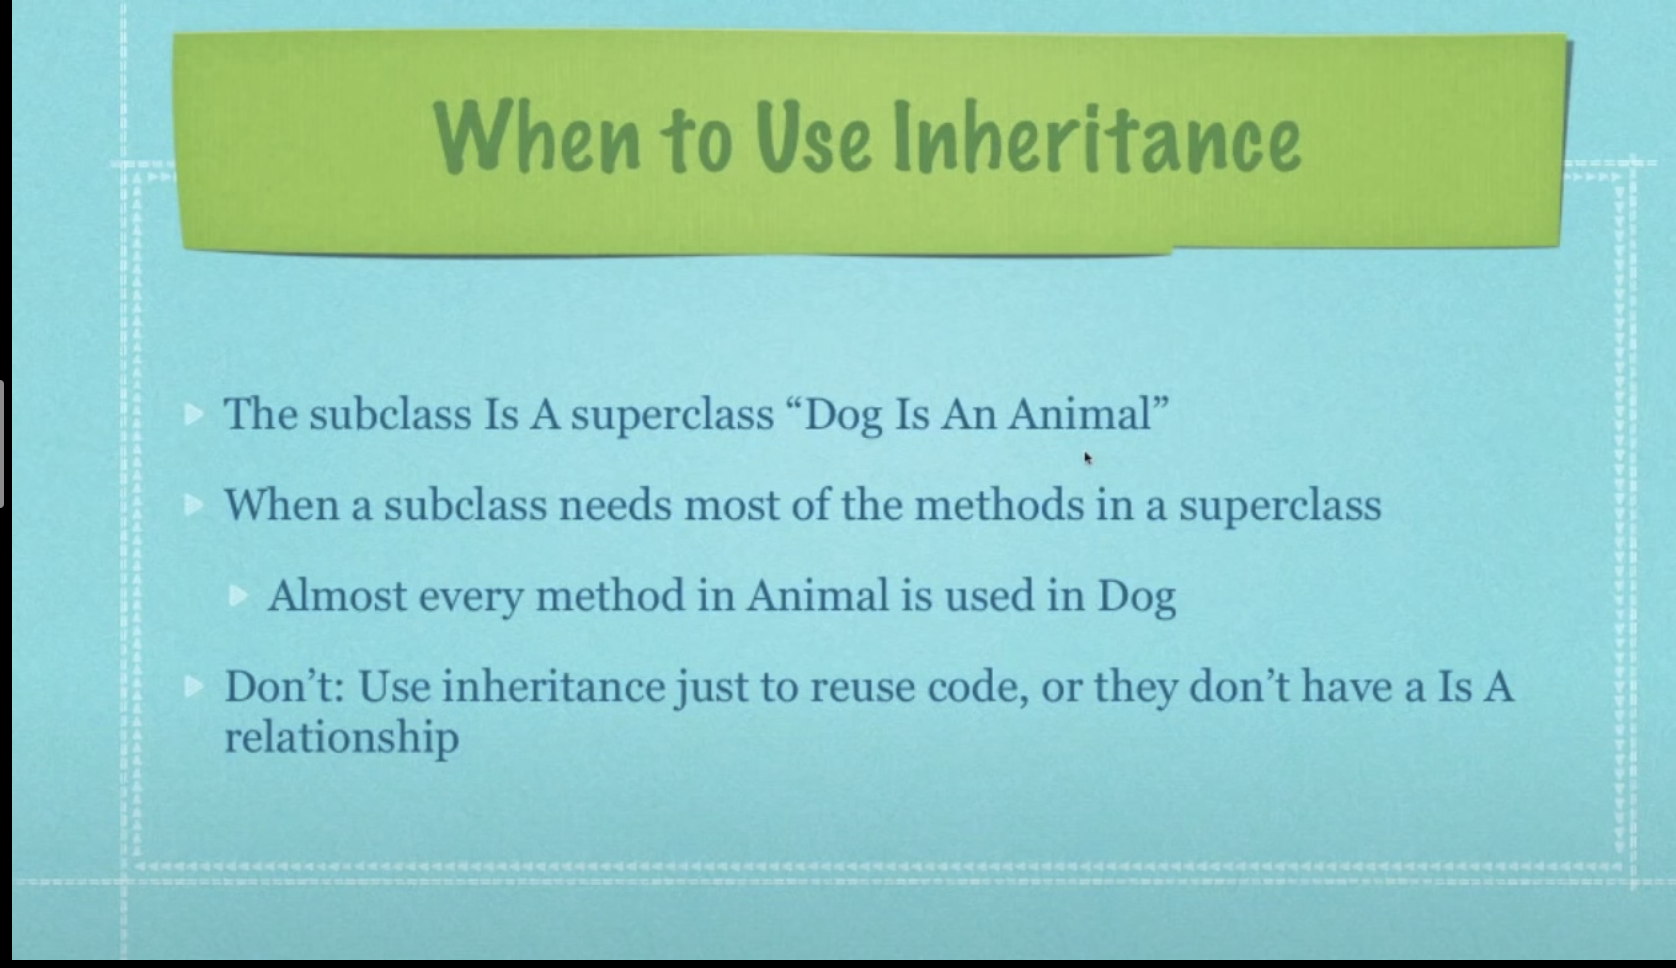 When to Use Inheritance
The subclass Is A superclass “Dog Is An Animal”
When a subclass needs most of the methods in a superclass
Almost every method in Animal is used in Dog
Don’t: Use inheritance just to reuse code, or they don’t have a Is A
relationship